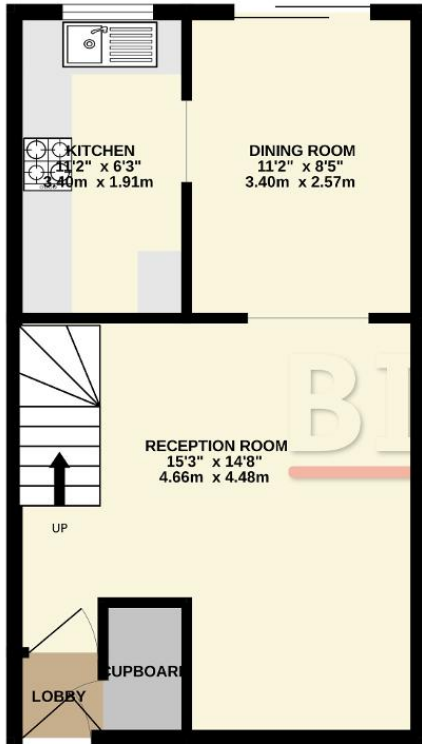 KITCHEN
11'2" x 6'3"
3.40m x 1.91m
DINING ROOM
11'2" x 8'5"
3.40m x 2.57m
RECEPTION ROOM
15'3" x 14'8"
4.66m x 4.48m
UP
CUPBOARD
LOBBY